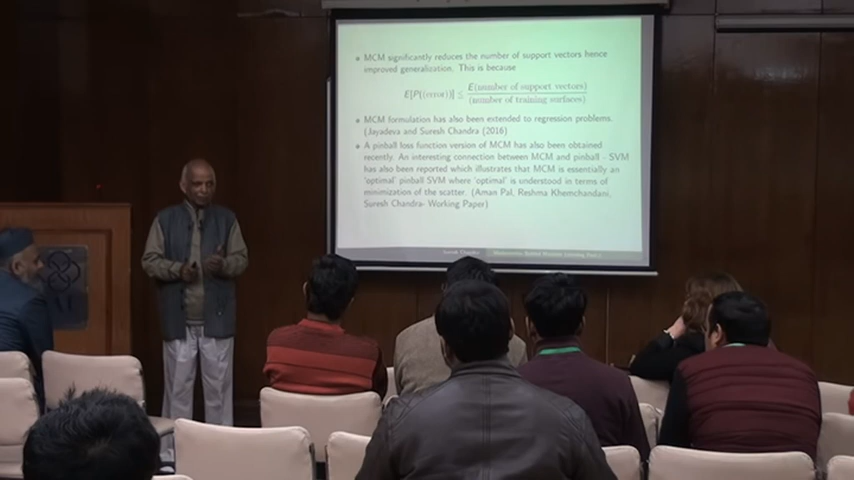 MCM significantly reduces the number of support vectors hence
improved generalization. This is because
E[P((error))] ≤ E(number of support vectors) / (number of training surfaces)
MCM formulation has also been extended to regression problems.
(Jayadeva and Suresh Chandra (2016)
A pinball loss function version of MCM has also been obtained
recently. An interesting connection between MCM and pinball - SVM
has also been reported which illustrates that MCM is essentially an
'optimal' pinball SVM where 'optimal' is understood in terms of
minimization of the scatter. (Aman Pal, Reshma Khemchandani,
Suresh Chandra- Working Paper)
Suresh Chandra